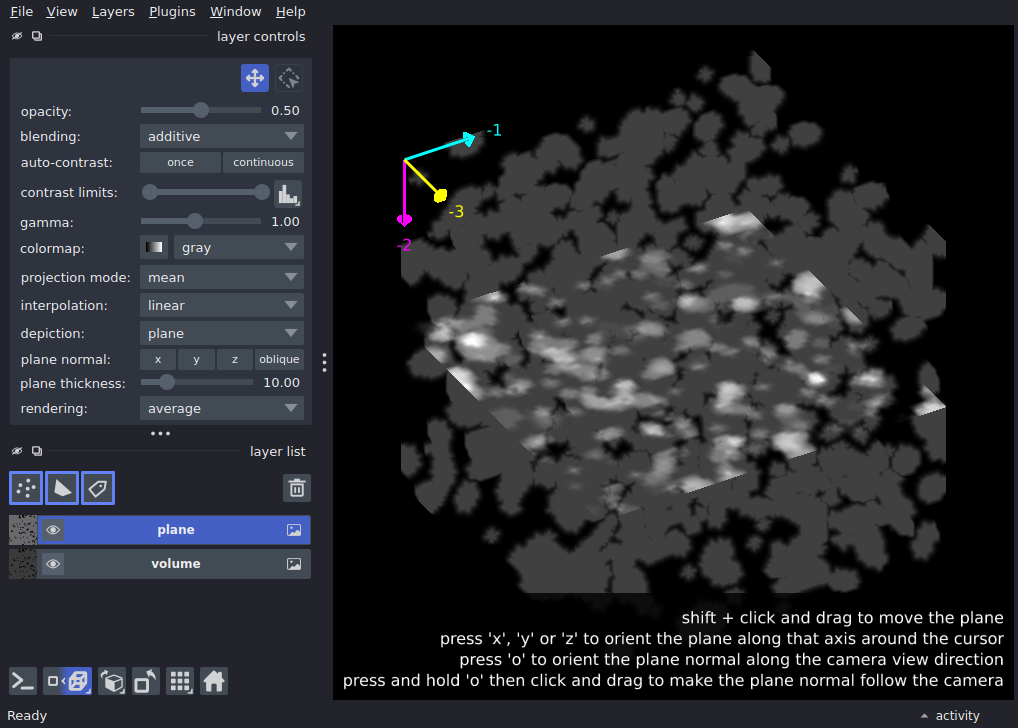 File View Layers Plugins Window Help
layer controls
opacity: 0.50
blending: additive
auto-contrast: once continuous
contrast limits:
gamma: 1.00
colormap: gray
projection mode: mean
interpolation: linear
depiction: plane
plane normal: x y z oblique
plane thickness: 10.00
rendering: average
layer list
plane
volume
-1
-3
-2
shift + click and drag to move the plane
press 'x', 'y' or 'z' to orient the plane along that axis around the cursor
press 'o' to orient the plane normal along the camera view direction
press and hold 'o' then click and drag to make the plane normal follow the camera
Ready activity